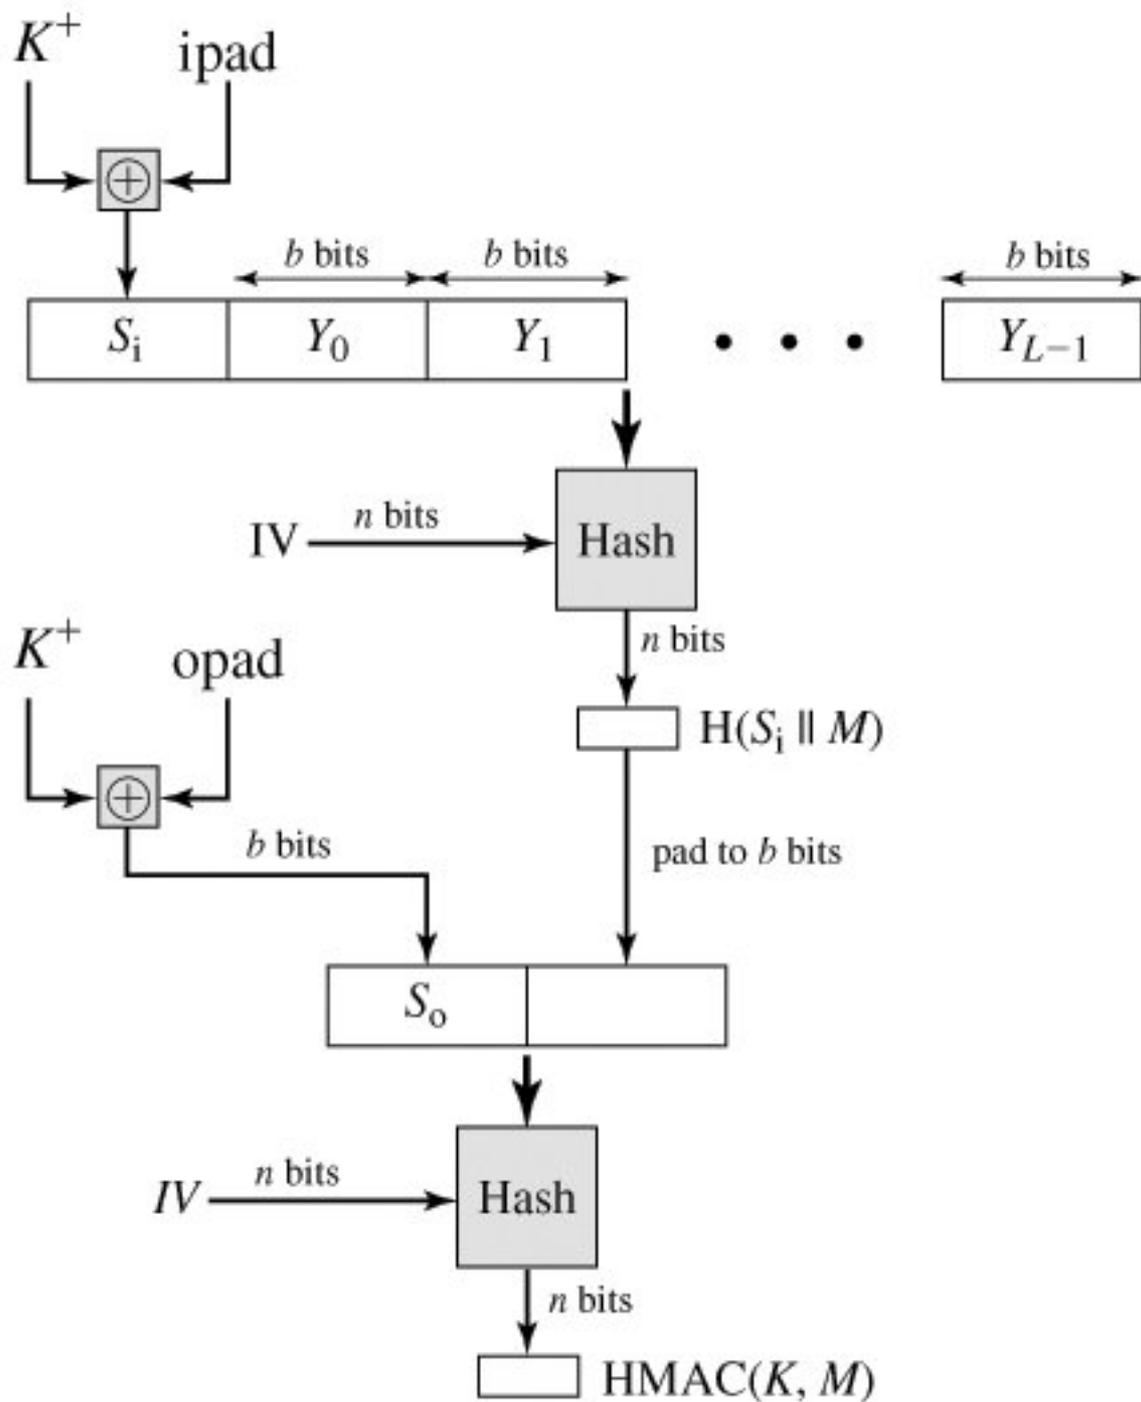 K⁺ ipad
⊕
b bits b bits b bits
Sᵢ Y₀ Y₁ • • • Y_{L−1}
n bits
IV Hash
n bits
K⁺ opad
H(Sᵢ || M)
⊕
b bits
pad to b bits
Sₒ
n bits
IV Hash
n bits
HMAC(K, M)